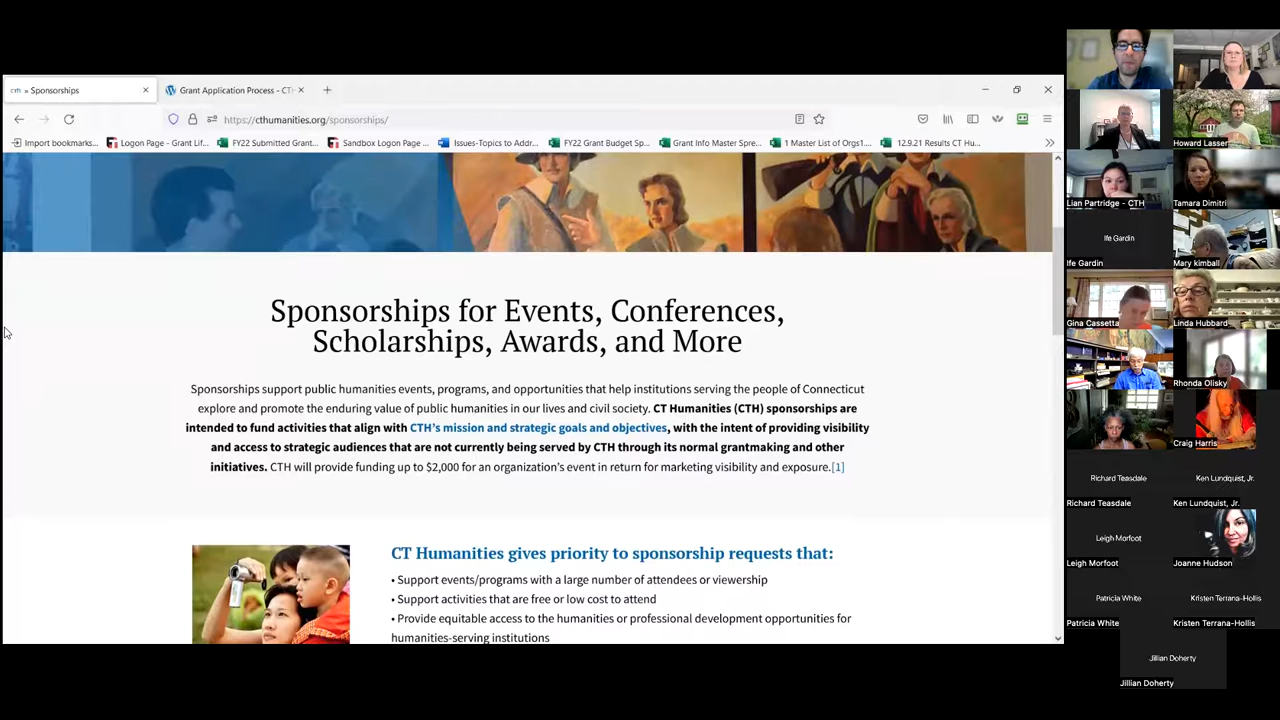 cth » Sponsorships
Grant Application Process - CTH
https://cthumanities.org/sponsorships/
Import bookmarks...
Logon Page - Grant Lif...
FY22 Submitted Grant...
Sandbox Logon Page ...
Issues-Topics to Addr...
FY22 Grant Budget Sp...
Grant Info Master Spre...
1 Master List of Orgs1....
12.9.21 Results CT Hu...
Sponsorships for Events, Conferences,
Scholarships, Awards, and More
Sponsorships support public humanities events, programs, and opportunities that help institutions serving the people of Connecticut
explore and promote the enduring value of public humanities in our lives and civil society. CT Humanities (CTH) sponsorships are
intended to fund activities that align with CTH’s mission and strategic goals and objectives, with the intent of providing visibility
and access to strategic audiences that are not currently being served by CTH through its normal grantmaking and other
initiatives. CTH will provide funding up to $2,000 for an organization’s event in return for marketing visibility and exposure.[1]
CT Humanities gives priority to sponsorship requests that:
• Support events/programs with a large number of attendees or viewership
• Support activities that are free or low cost to attend
• Provide equitable access to the humanities or professional development opportunities for
humanities-serving institutions
Howard Lasser
Lian Partridge - CTH
Tamara Dimitri
Ife Gardin
Ife Gardin
Mary kimball
Gina Cassetta
Linda Hubbard
Rhonda Olisky
Craig Harris
Richard Teasdale
Ken Lundquist, Jr.
Richard Teasdale
Ken Lundquist, Jr.
Leigh Morfoot
Leigh Morfoot
Joanne Hudson
Patricia White
Kristen Terrana-Hollis
Patricia White
Kristen Terrana-Hollis
Jillian Doherty
Jillian Doherty